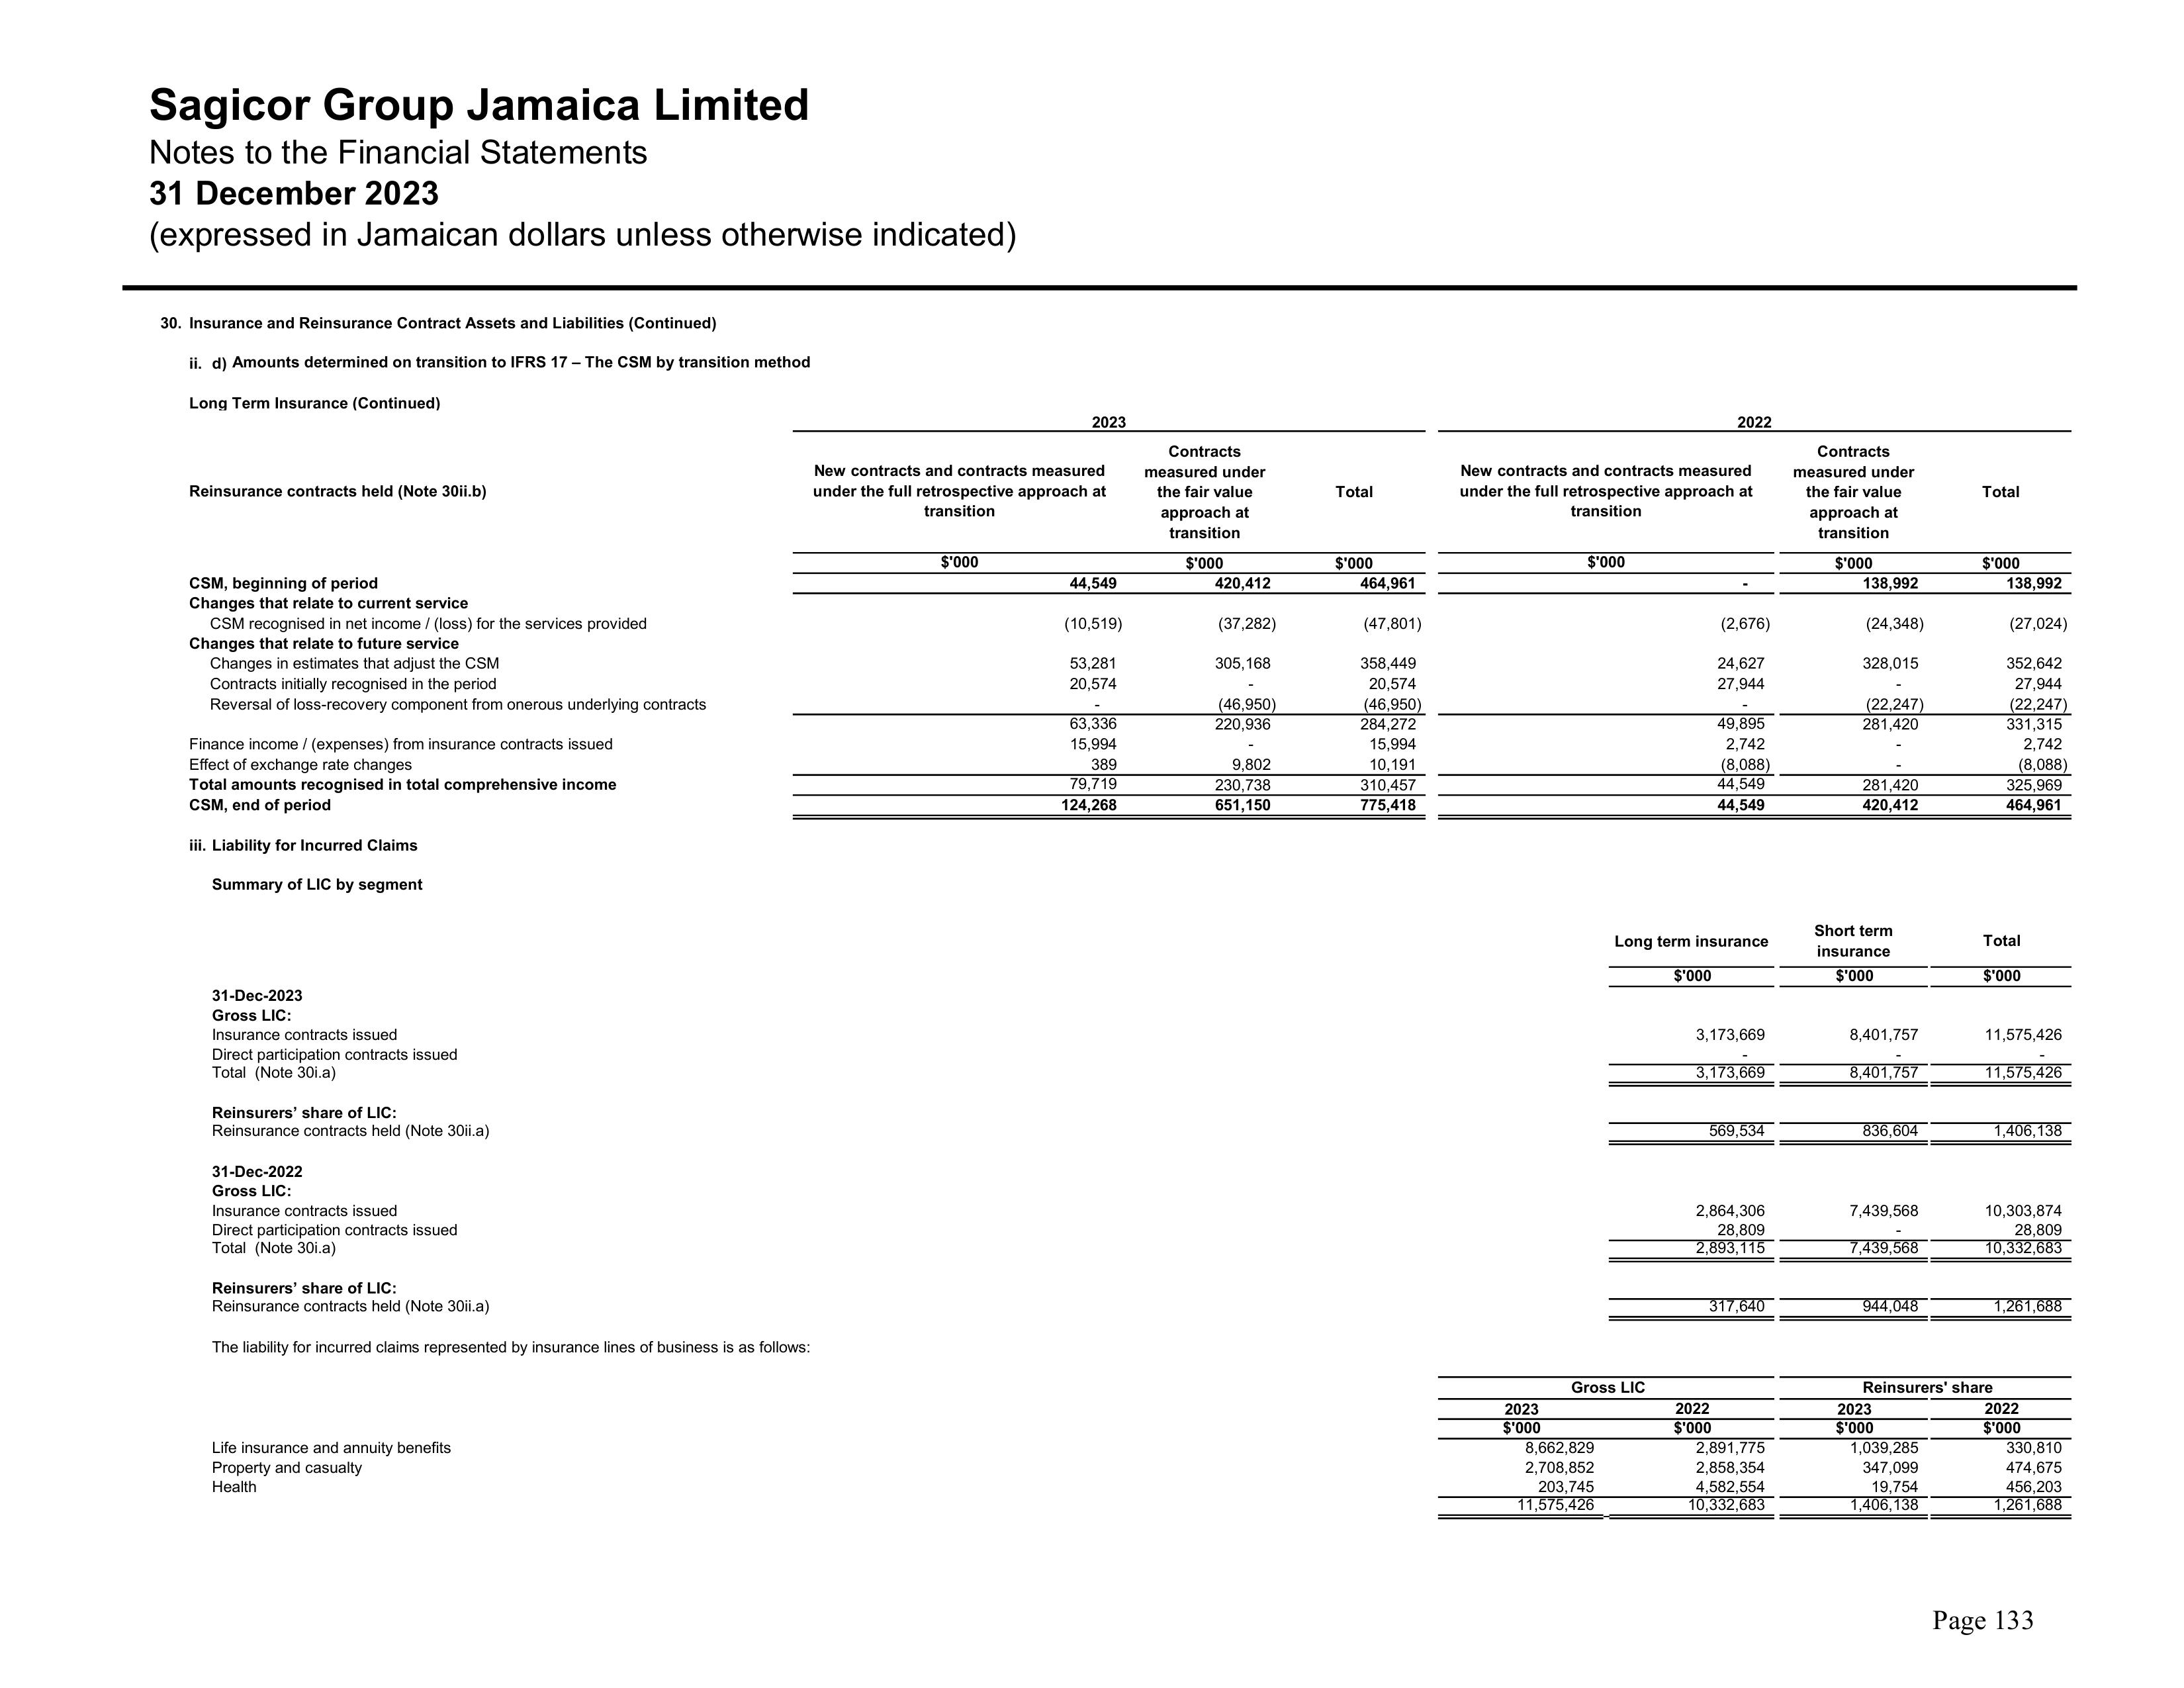 Sagicor Group Jamaica Limited
Notes to the Financial Statements
31 December 2023
(expressed in Jamaican dollars unless otherwise indicated)
30. Insurance and Reinsurance Contract Assets and Liabilities (Continued)
ii. d) Amounts determined on transition to IFRS 17 – The CSM by transition method
Long Term Insurance (Continued)
2023 2022
Reinsurance contracts held (Note 30ii.b)
New contracts and contracts measured
under the full retrospective approach at
transition
Contracts
measured under
the fair value
approach at
transition
Total
New contracts and contracts measured
under the full retrospective approach at
transition
Contracts
measured under
the fair value
approach at
transition
Total
$'000 $'000 $'000 $'000 $'000 $'000
CSM, beginning of period 44,549 420,412 464,961 - 138,992 138,992
Changes that relate to current service
CSM recognised in net income / (loss) for the services provided (10,519) (37,282) (47,801) (2,676) (24,348) (27,024)
Changes that relate to future service
Changes in estimates that adjust the CSM 53,281 305,168 358,449 24,627 328,015 352,642
Contracts initially recognised in the period 20,574 - 20,574 27,944 - 27,944
Reversal of loss-recovery component from onerous underlying contracts - (46,950) (46,950) - (22,247) (22,247)
63,336 220,936 284,272 49,895 281,420 331,315
Finance income / (expenses) from insurance contracts issued 15,994 - 15,994 2,742 - 2,742
Effect of exchange rate changes 389 9,802 10,191 (8,088) - (8,088)
Total amounts recognised in total comprehensive income 79,719 230,738 310,457 44,549 281,420 325,969
CSM, end of period 124,268 651,150 775,418 44,549 420,412 464,961
iii. Liability for Incurred Claims
Summary of LIC by segment
Long term insurance
Short term
insurance
Total
$'000 $'000 $'000
31-Dec-2023
Gross LIC:
Insurance contracts issued 3,173,669 8,401,757 11,575,426
Direct participation contracts issued - - -
Total (Note 30i.a) 3,173,669 8,401,757 11,575,426
Reinsurers’ share of LIC:
Reinsurance contracts held (Note 30ii.a) 569,534 836,604 1,406,138
31-Dec-2022
Gross LIC:
Insurance contracts issued 2,864,306 7,439,568 10,303,874
Direct participation contracts issued 28,809 - 28,809
Total (Note 30i.a) 2,893,115 7,439,568 10,332,683
Reinsurers’ share of LIC:
Reinsurance contracts held (Note 30ii.a) 317,640 944,048 1,261,688
The liability for incurred claims represented by insurance lines of business is as follows:
Gross LIC Reinsurers' share
2023 2022 2023 2022
$'000 $'000 $'000 $'000
Life insurance and annuity benefits 8,662,829 2,891,775 1,039,285 330,810
Property and casualty 2,708,852 2,858,354 347,099 474,675
Health 203,745 4,582,554 19,754 456,203
11,575,426 10,332,683 1,406,138 1,261,688
Page 133